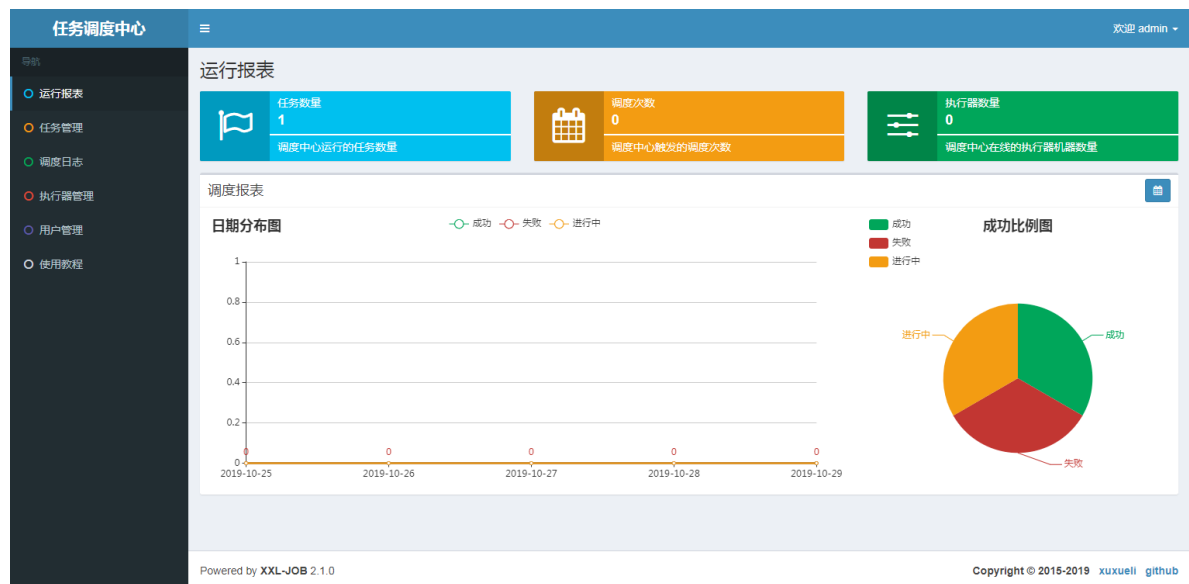 任务调度中心
欢迎 admin
导航
运行报表
任务管理
调度日志
执行器管理
用户管理
使用教程
运行报表
任务数量
1
调度中心运行的任务数量
调度次数
0
调度中心触发的调度次数
执行器数量
0
调度中心在线的执行器机器数量
调度报表
日期分布图
成功 失败 进行中
1
0.8
0.6
0.4
0.2
0
0 0 0 0 0
2019-10-25 2019-10-26 2019-10-27 2019-10-28 2019-10-29
成功
失败
进行中
成功比例图
进行中
成功
失败
Powered by XXL-JOB 2.1.0
Copyright © 2015-2019 xuxueli github